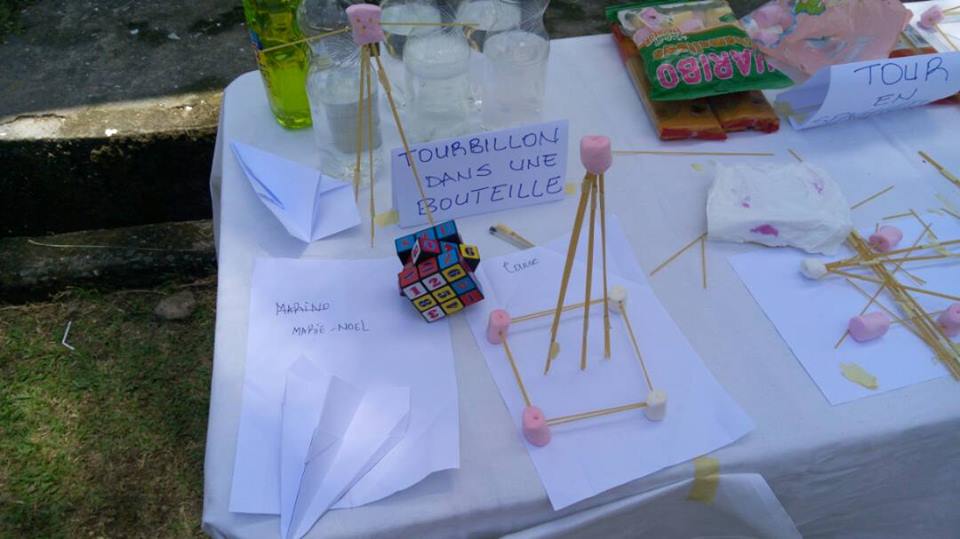 TOURBILLON
DANS UNE
BOUTEILLE
HARIBO
TOUR
EN
MARINO
MARIE-NOEL